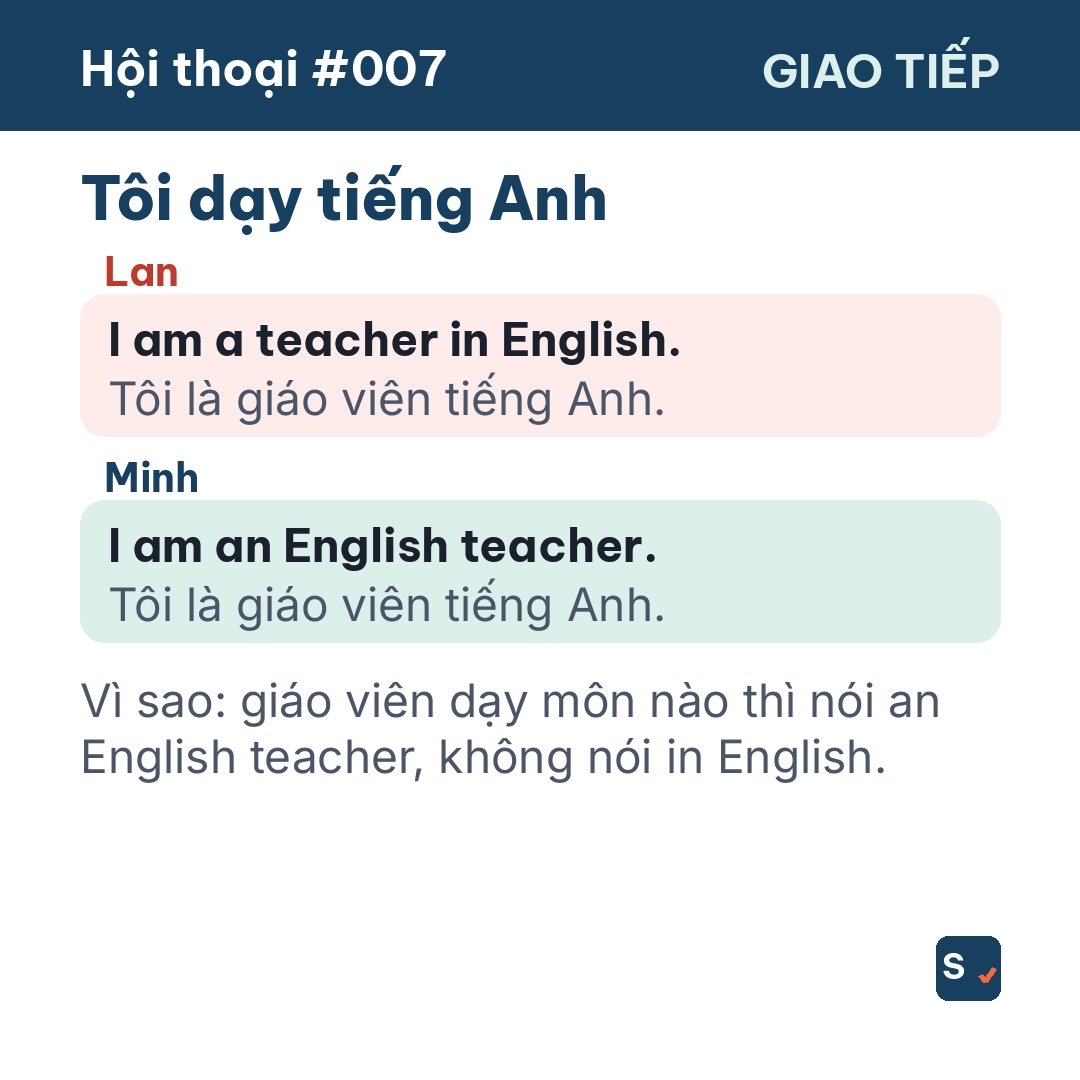 Hội thoại #007
GIAO TIẾP
Tôi dạy tiếng Anh
Lan
I am a teacher in English.
Tôi là giáo viên tiếng Anh.
Minh
I am an English teacher.
Tôi là giáo viên tiếng Anh.
Vì sao: giáo viên dạy môn nào thì nói an
English teacher, không nói in English.
S